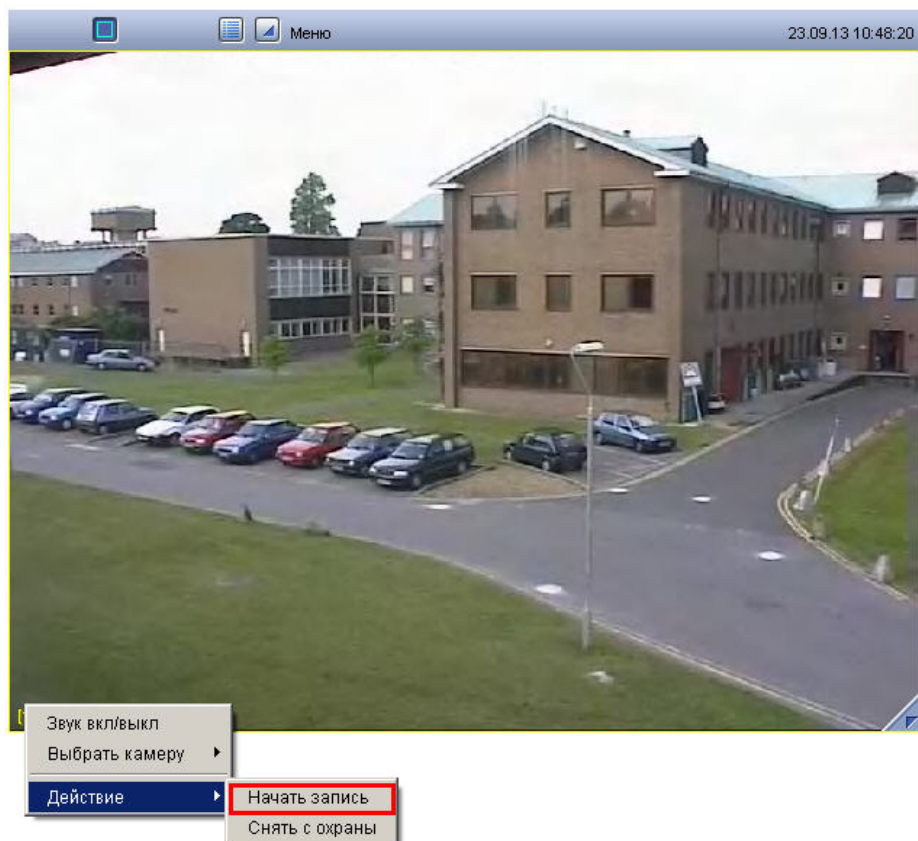 Меню
23.09.13 10:48:20
Звук вкл/выкл
Выбрать камеру
Действие
Начать запись
Снять с охраны